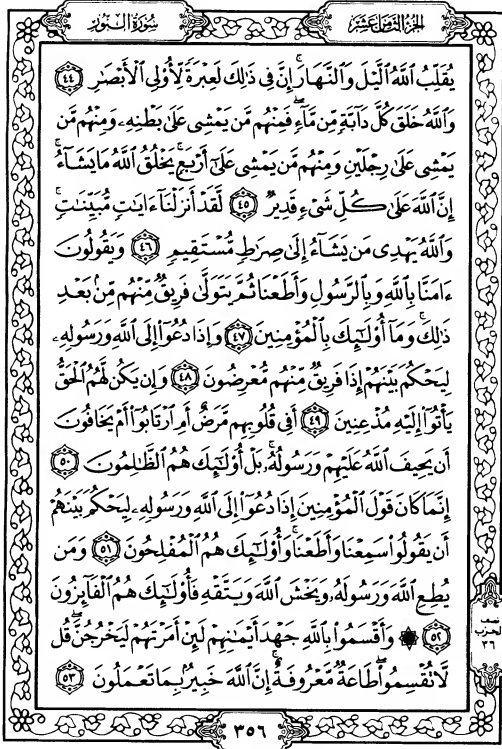 الجزء الثامن عشر
سورة النور
يُقَلِّبُ ٱللَّهُ ٱلَّيۡلَ وَٱلنَّهَارَۚ إِنَّ فِي ذَٰلِكَ لَعِبۡرَةٗ لِّأُوْلِي ٱلۡأَبۡصَٰرِ ٤٤
وَٱللَّهُ خَلَقَ كُلَّ دَآبَّةٖ مِّن مَّآءٖۖ فَمِنۡهُم مَّن يَمۡشِي عَلَىٰ بَطۡنِهِۦ وَمِنۡهُم مَّن
يَمۡشِي عَلَىٰ رِجۡلَيۡنِ وَمِنۡهُم مَّن يَمۡشِي عَلَىٰٓ أَرۡبَعٖۚ يَخۡلُقُ ٱللَّهُ مَا يَشَآءُۚ
إِنَّ ٱللَّهَ عَلَىٰ كُلِّ شَيۡءٖ قَدِيرٞ ٤٥ لَّقَدۡ أَنزَلۡنَآ ءَايَٰتٖ مُّبَيِّنَٰتٖۚ
وَٱللَّهُ يَهۡدِي مَن يَشَآءُ إِلَىٰ صِرَٰطٖ مُّسۡتَقِيمٖ ٤٦ وَيَقُولُونَ
ءَامَنَّا بِٱللَّهِ وَبِٱلرَّسُولِ وَأَطَعۡنَا ثُمَّ يَتَوَلَّىٰ فَرِيقٞ مِّنۡهُم مِّنۢ بَعۡدِ
ذَٰلِكَۚ وَمَآ أُوْلَٰٓئِكَ بِٱلۡمُؤۡمِنِينَ ٤٧ وَإِذَا دُعُوٓاْ إِلَى ٱللَّهِ وَرَسُولِهِۦ
لِيَحۡكُمَ بَيۡنَهُمۡ إِذَا فَرِيقٞ مِّنۡهُم مُّعۡرِضُونَ ٤٨ وَإِن يَكُن لَّهُمُ ٱلۡحَقُّ
يَأۡتُوٓاْ إِلَيۡهِ مُذۡعِنِينَ ٤٩ أَفِي قُلُوبِهِم مَّرَضٌ أَمِ ٱرۡتَابُوٓاْ أَمۡ يَخَافُونَ
أَن يَحِيفَ ٱللَّهُ عَلَيۡهِمۡ وَرَسُولُهُۥۚ بَلۡ أُوْلَٰٓئِكَ هُمُ ٱلظَّٰلِمُونَ ٥٠
إِنَّمَا كَانَ قَوۡلَ ٱلۡمُؤۡمِنِينَ إِذَا دُعُوٓاْ إِلَى ٱللَّهِ وَرَسُولِهِۦ لِيَحۡكُمَ بَيۡنَهُمۡ
أَن يَقُولُواْ سَمِعۡنَا وَأَطَعۡنَاۚ وَأُوْلَٰٓئِكَ هُمُ ٱلۡمُفۡلِحُونَ ٥١ وَمَن
يُطِعِ ٱللَّهَ وَرَسُولَهُۥ وَيَخۡشَ ٱللَّهَ وَيَتَّقۡهِ فَأُوْلَٰٓئِكَ هُمُ ٱلۡفَآئِزُونَ
٥٢ ۞ وَأَقۡسَمُواْ بِٱللَّهِ جَهۡدَ أَيۡمَٰنِهِمۡ لَئِنۡ أَمَرۡتَهُمۡ لَيَخۡرُجُنَّۖ قُل
لَّا تُقۡسِمُواْۖ طَاعَةٞ مَّعۡرُوفَةٌۚ إِنَّ ٱللَّهَ خَبِيرُۢ بِمَا تَعۡمَلُونَ ٥٣
نصف
الحزب
٣٦
٣٥٦